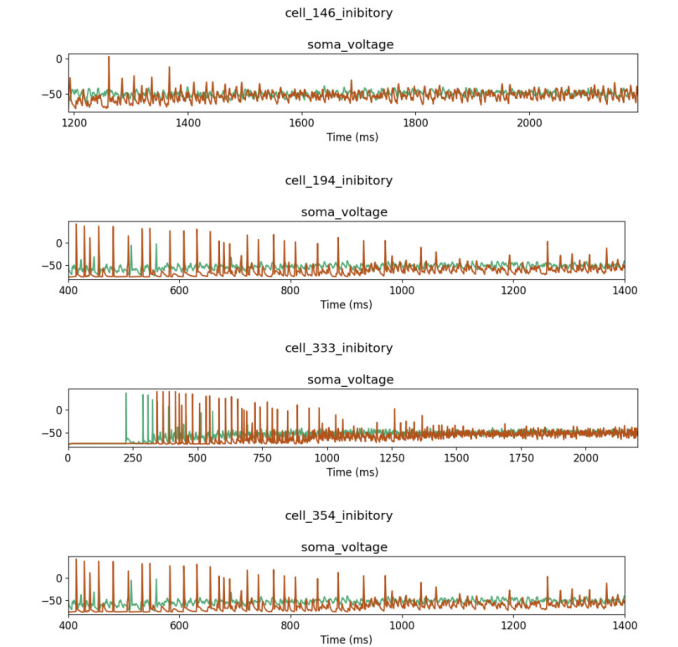 cell_146_inibitory
soma_voltage
0
−50
1200 1400 1600 1800 2000
Time (ms)
cell_194_inibitory
soma_voltage
0
−50
400 600 800 1000 1200 1400
Time (ms)
cell_333_inibitory
soma_voltage
0
−50
0 250 500 750 1000 1250 1500 1750 2000
Time (ms)
cell_354_inibitory
soma_voltage
0
−50
400 600 800 1000 1200 1400
Time (ms)